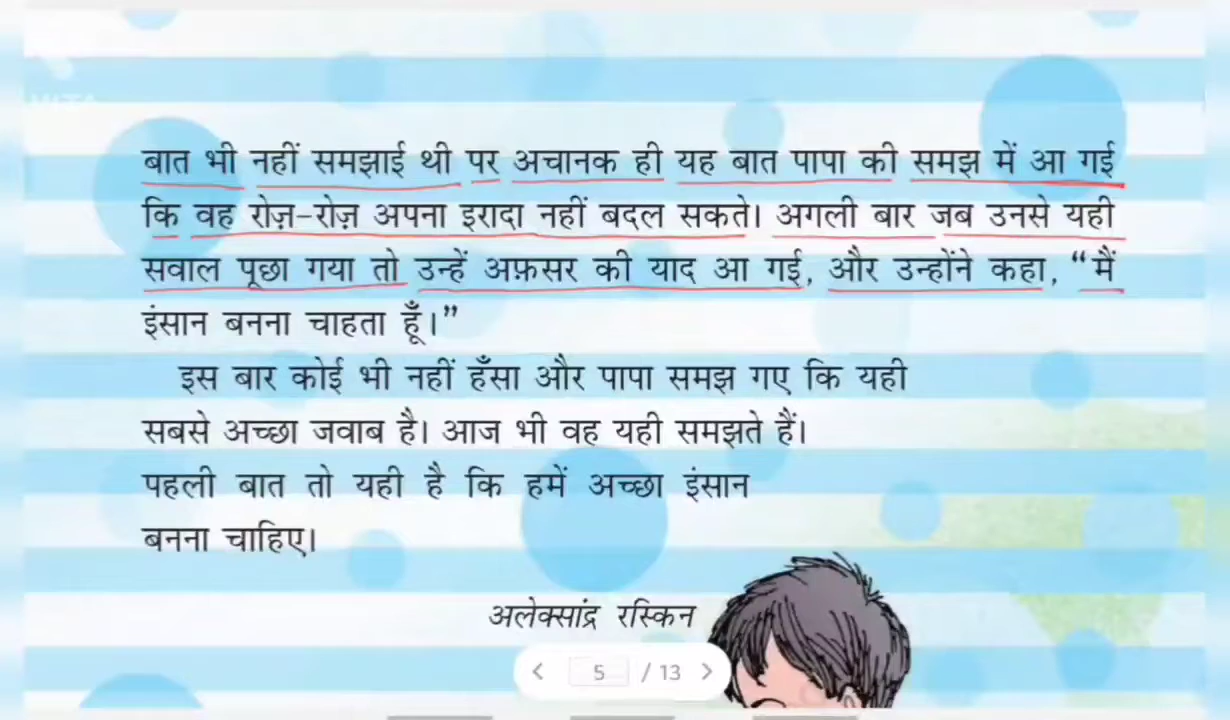 बात भी नहीं समझाई थी पर अचानक ही यह बात पापा की समझ में आ गई
कि वह रोज़-रोज़ अपना इरादा नहीं बदल सकते। अगली बार जब उनसे यही
सवाल पूछा गया तो उन्हें अफ़सर की याद आ गई, और उन्होंने कहा, “मैं
इंसान बनना चाहता हूँ।”
इस बार कोई भी नहीं हँसा और पापा समझ गए कि यही
सबसे अच्छा जवाब है। आज भी वह यही समझते हैं।
पहली बात तो यही है कि हमें अच्छा इंसान
बनना चाहिए।
अलेक्सांद्र रस्किन
< 5 / 13 >